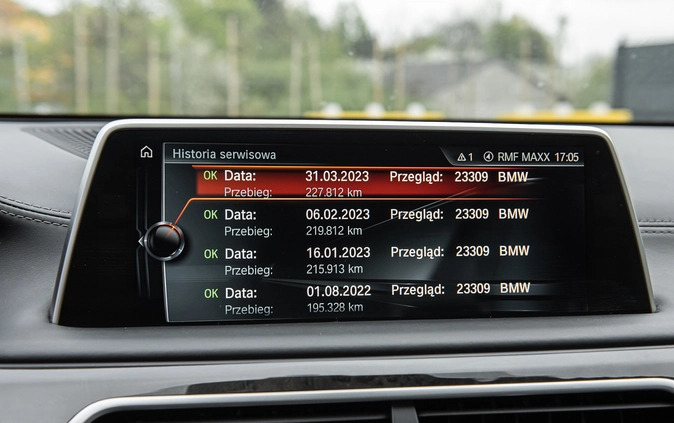 Historia serwisowa 1 RMF MAXX 17:05
OK Data: 31.03.2023 Przegląd: 23309 BMW
Przebieg: 227.812 km
OK Data: 06.02.2023 Przegląd: 23309 BMW
Przebieg: 219.812 km
OK Data: 16.01.2023 Przegląd: 23309 BMW
Przebieg: 215.913 km
OK Data: 01.08.2022 Przegląd: 23309 BMW
Przebieg: 195.328 km